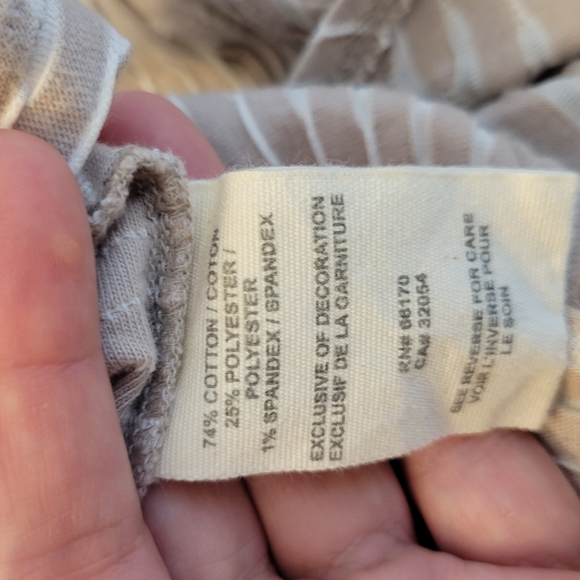 74% COTTON / COTON
25% POLYESTER /
POLYESTER
1% SPANDEX / SPANDEX
EXCLUSIVE OF DECORATION
EXCLUSIF DE LA GARNITURE
RN# 66170
CA# 32054
SEE REVERSE FOR CARE
VOIR L'INVERSE POUR
LE SOIN